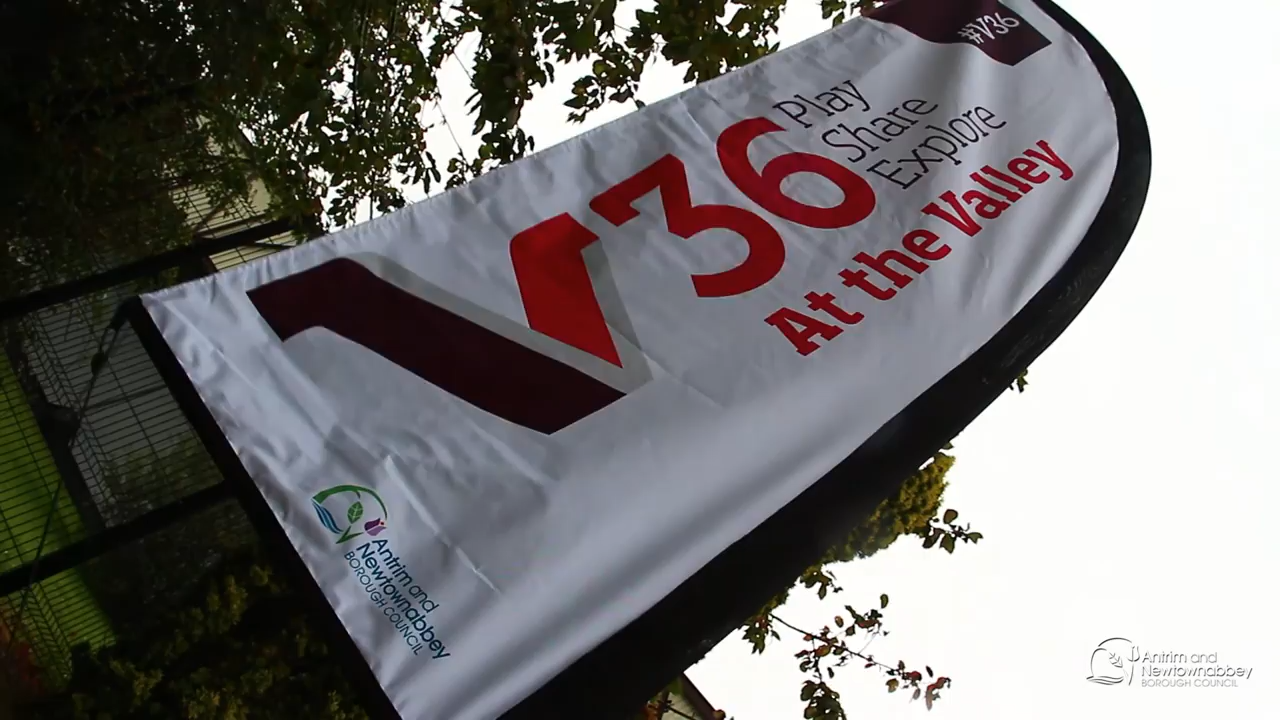 #V36
V36
Play
Share
Explore
At the Valley
Antrim and
Newtownabbey
BOROUGH COUNCIL
Antrim and
Newtownabbey
BOROUGH COUNCIL